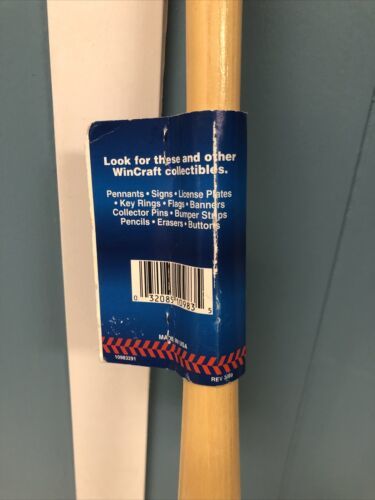 Look for these and other
WinCraft collectibles.
Pennants • Signs • License Plates
• Key Rings • Flags • Banners
Collector Pins • Bumper Strips
Pencils • Erasers • Buttons
0 32085 10983 5
MADE IN USA
10983291
REV